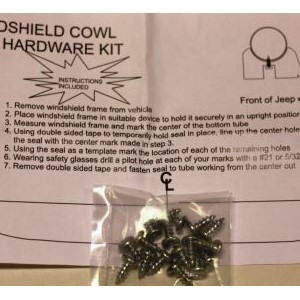 DSHIELD COWL
HARDWARE KIT
INSTRUCTIONS
INCLUDED
Front of Jeep
1. Remove windshield frame from vehicle
2. Place windshield frame in suitable device to hold it securely in an upright position
3. Measure windshield frame and mark the center of the bottom tube
4. Using double sided tape to temporarily hold seal in place, line up the center hole
the seal with the center mark made in step 3.
5. Using the seal as a template mark the location of each of the remaining holes
6. Wearing safety glasses drill a pilot hole at each of your marks with a #21 or 5/32
7. Remove double sided tape and fasten seal to tube working from the center out
C
L